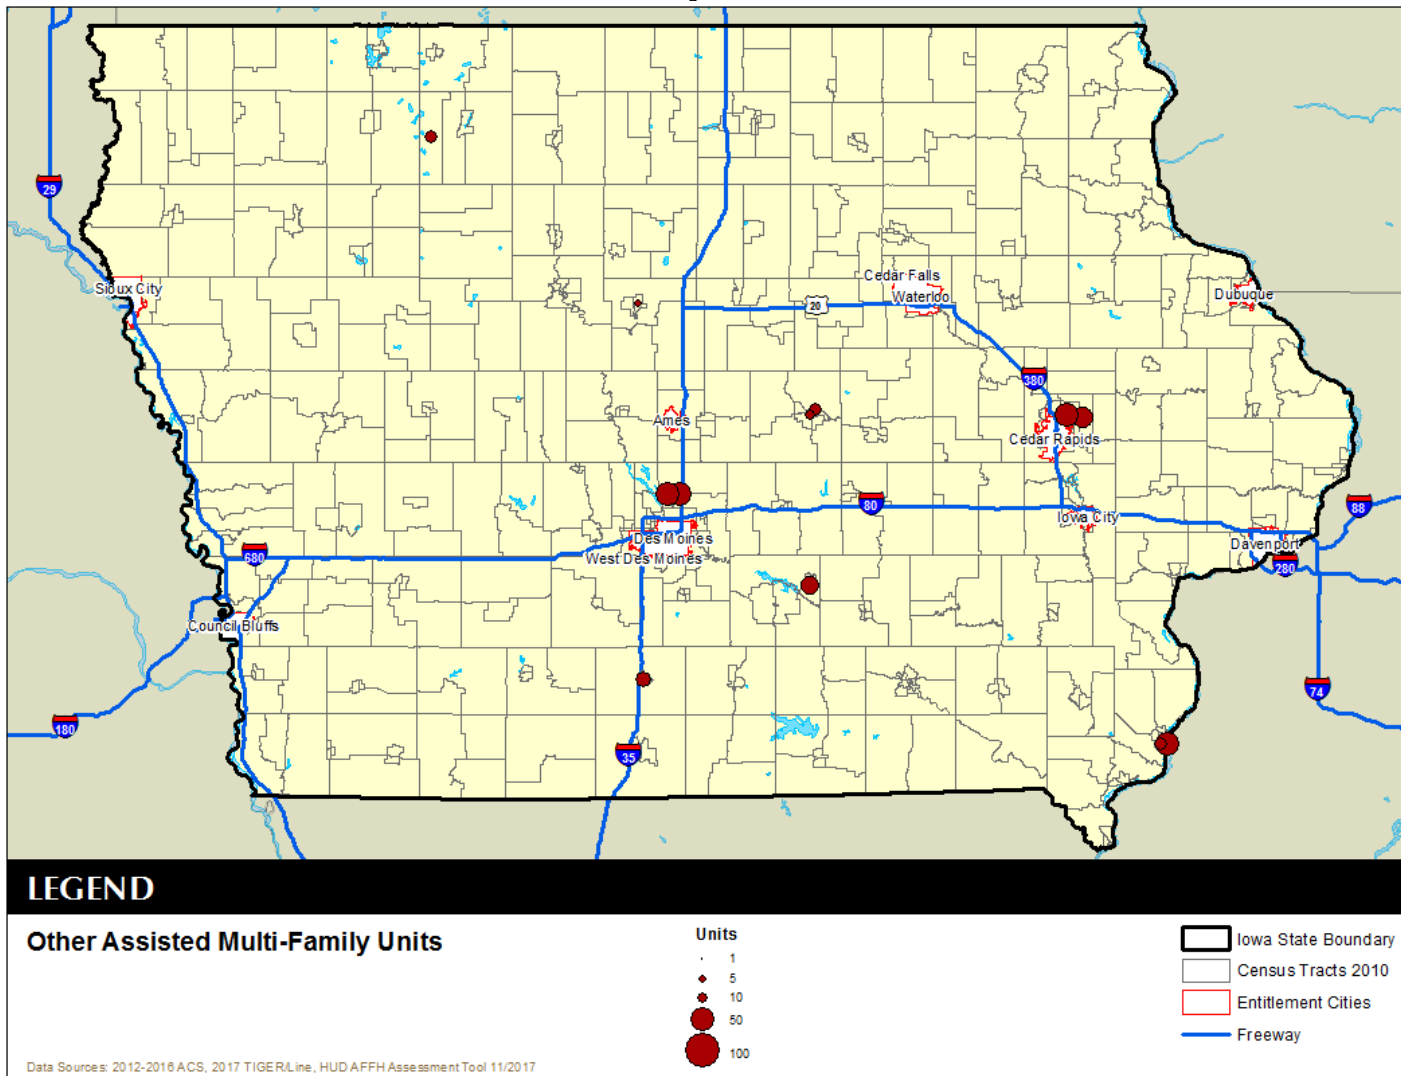 29
Sioux City
Cedar Falls
Waterloo
20
Dubuque
380
Ames
Cedar Rapids
80
88
Iowa City
Des Moines
West Des Moines
Davenport
280
680
Council Bluffs
180
35
74
LEGEND
Other Assisted Multi-Family Units
Units
1
5
10
50
100
Iowa State Boundary
Census Tracts 2010
Entitlement Cities
Freeway
Data Sources: 2012-2016 ACS, 2017 TIGER/Line, HUD AFFH Assessment Tool 11/2017